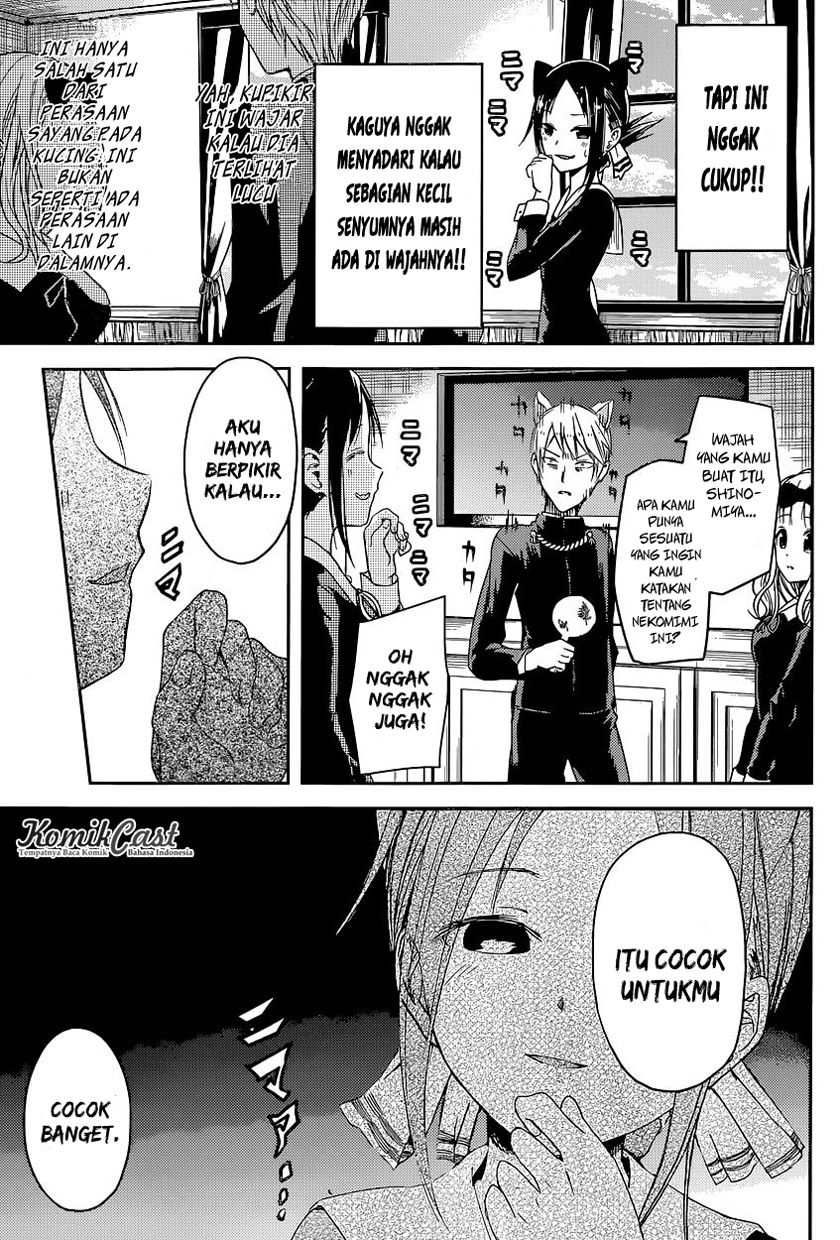 TAPI INI
NGGAK
CUKUP!!
ニマ
ニマ
ニマ
ニマ
KAGUYA NGGAK
MENYADARI KALAU
SEBAGIAN KECIL
SENYUMNYA MASIH
ADA DI WAJAHNYA!!
YAH, KUPIKIR
INI WAJAR
KALAU DIA
TERLIHAT
LUCU
INI HANYA
SALAH SATU
DARI
PERASAAN
SAYANG PADA
KUCING. INI
BUKAN
SEPERTI ADA
PERASAAN
LAIN DI
DALAMNYA.
WAJAH
YANG KAMU
BUAT ITU,
SHINO-
MIYA...
APA KAMU
PUNYA
SESUATU
YANG INGIN
KAMU
KATAKAN
TENTANG
NEKOMIMI
INI?
カタ
カタ
カタ
ニマ
ニマ
ニマ
OH
NGGAK
NGGAK
JUGA!
AKU
HANYA
BERPIKIR
KALAU...
ニマ
KomikCast
Tempatnya Baca Komik Bahasa Indonesia
ITU COCOK
UNTUKMU
ニマァ...
COCOK
BANGET.